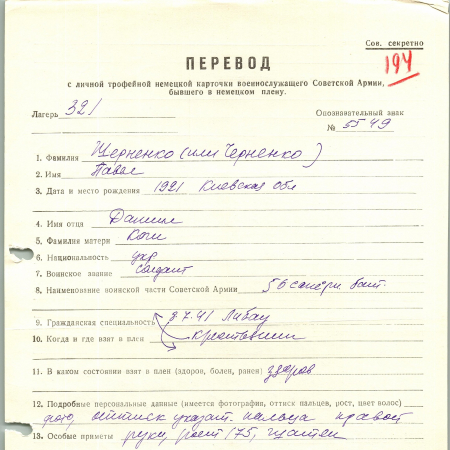 Сов. секретно
194
ПЕРЕВОД
с личной трофейной немецкой карточки военнослужащего Советской Армии,
бывшего в немецком плену.
Лагерь 321
Опознавательный знак
№ 5549
1. Фамилия Щерненко (или Черненко)
2. Имя Павел
3. Дата и место рождения 1921 Киевская обл
4. Имя отца Даниил
5. Фамилия матери
6. Национальность укр
7. Воинское звание солдат
8. Наименование воинской части Советской Армии 56 саперн бат.
9. Гражданская специальность 3.7.41 Либау
10. Когда и где взят в плен крестьянин
11. В каком состоянии взят в плен (здоров, болен, ранен) здоров
12. Подробные персональные данные (имеется фотография, оттиск пальцев, рост, цвет волос)
фото, оттиск указат. пальца правой
13. Особые приметы руки, рост 175,